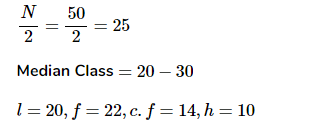 N/2 = 50/2 = 25
Median Class = 20 – 30
l = 20, f = 22, c. f = 14, h = 10